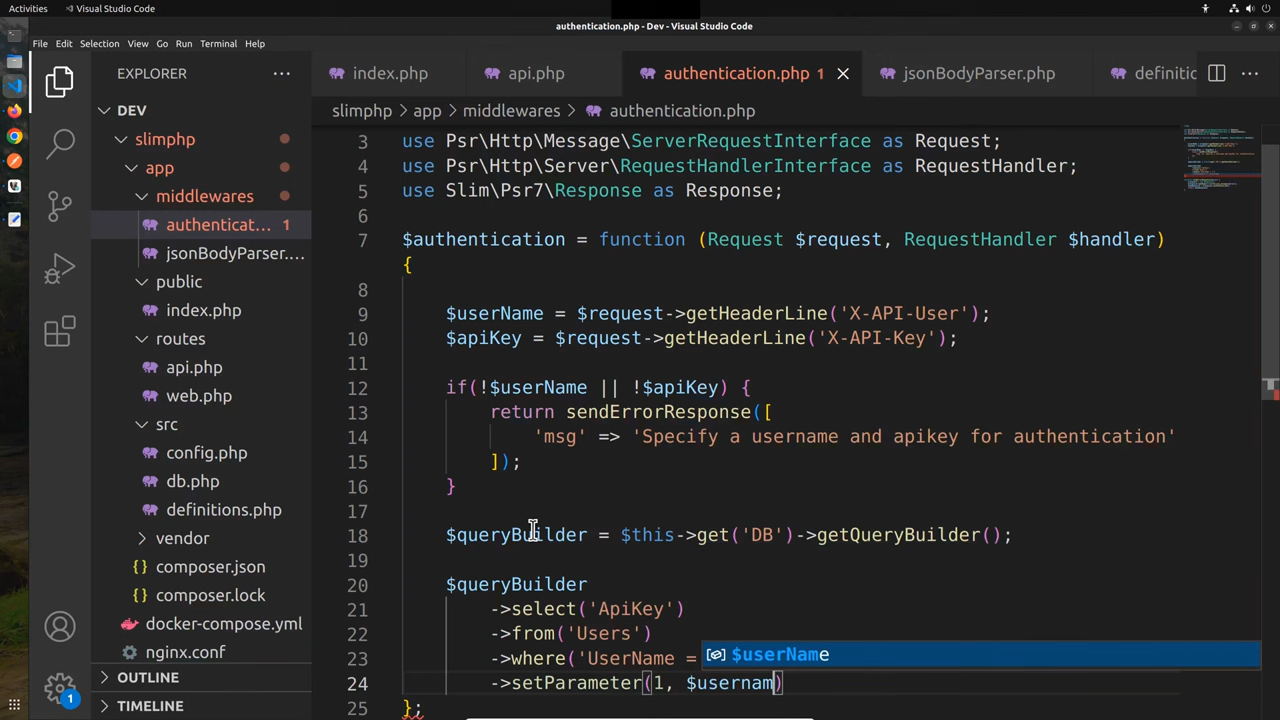 Activities Visual Studio Code
authentication.php - Dev - Visual Studio Code
File Edit Selection View Go Run Terminal Help
EXPLORER
index.php api.php authentication.php 1 jsonBodyParser.php definitic
DEV
slimphp > app > middlewares > authentication.php
slimphp
app
middlewares
authenticat... 1
jsonBodyParser....
public
index.php
routes
api.php
web.php
src
config.php
db.php
definitions.php
vendor
composer.json
composer.lock
docker-compose.yml
nginx.conf
OUTLINE
TIMELINE
1
3 use Psr\Http\Message\ServerRequestInterface as Request;
4 use Psr\Http\Server\RequestHandlerInterface as RequestHandler;
5 use Slim\Psr7\Response as Response;
6
7 $authentication = function (Request $request, RequestHandler $handler)
{
8
9 $userName = $request->getHeaderLine('X-API-User');
10 $apiKey = $request->getHeaderLine('X-API-Key');
11
12 if(!$userName || !$apiKey) {
13 return sendErrorResponse([
14 'msg' => 'Specify a username and apikey for authentication'
15 ]);
16 }
17
18 $queryBuilder = $this->get('DB')->getQueryBuilder();
19
20 $queryBuilder
21 ->select('ApiKey')
22 ->from('Users')
23 ->where('UserName =
$userName
24 ->setParameter(1, $usernam)
25 };